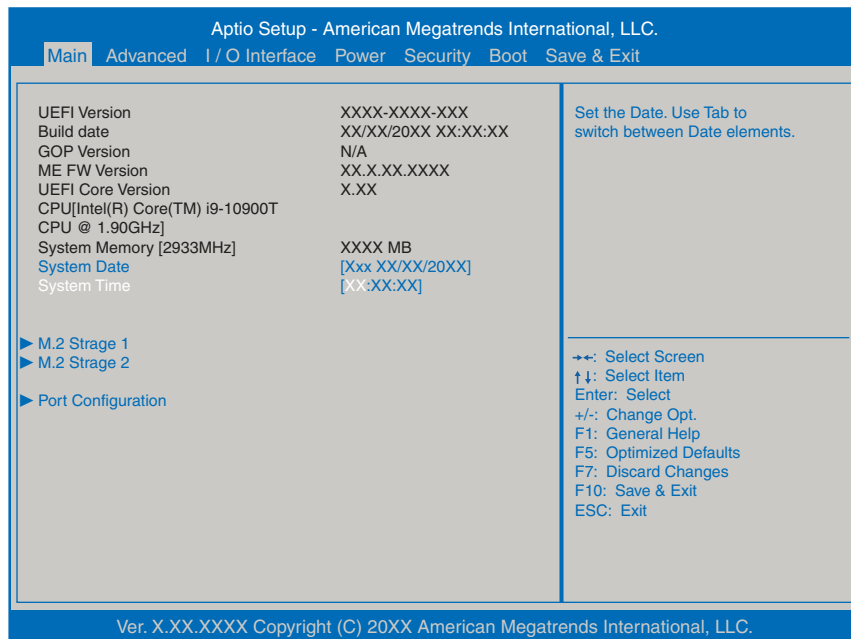 Aptio Setup - American Megatrends International, LLC.
Main Advanced I / O Interface Power Security Boot Save & Exit
UEFI Version XXXX-XXXX-XXX
Build date XX/XX/20XX XX:XX:XX
GOP Version N/A
ME FW Version XX.X.XX.XXXX
UEFI Core Version X.XX
CPU[Intel(R) Core(TM) i9-10900T
CPU @ 1.90GHz]
System Memory [2933MHz] XXXX MB
System Date [Xxx XX/XX/20XX]
System Time [XX:XX:XX]
M.2 Strage 1
M.2 Strage 2
Port Configuration
Set the Date. Use Tab to
switch between Date elements.
→←: Select Screen
↑↓: Select Item
Enter: Select
+/-: Change Opt.
F1: General Help
F5: Optimized Defaults
F7: Discard Changes
F10: Save & Exit
ESC: Exit
Ver. X.XX.XXXX Copyright (C) 20XX American Megatrends International, LLC.